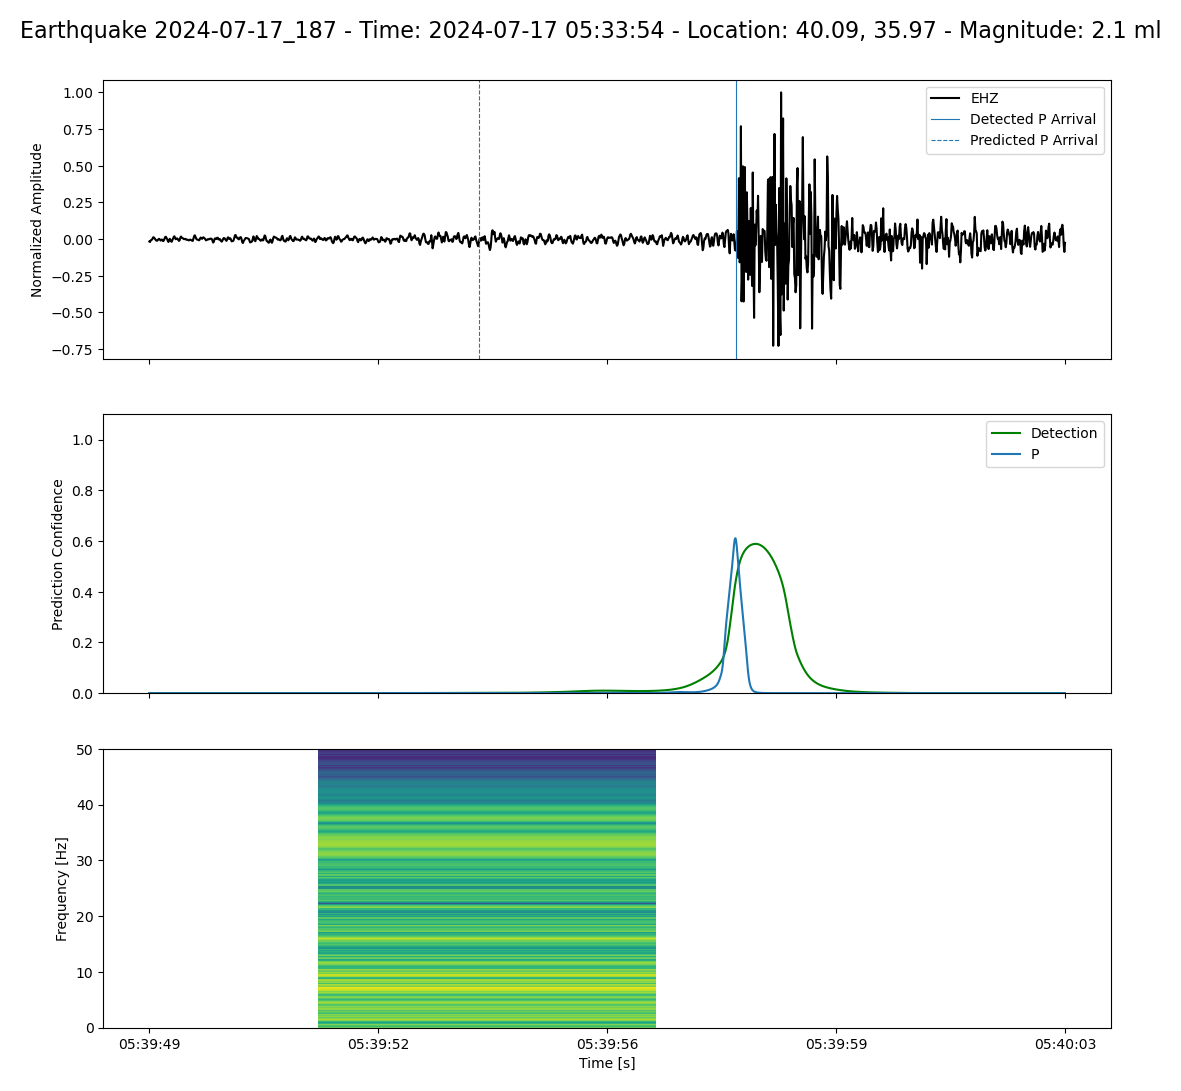 Earthquake 2024-07-17_187 - Time: 2024-07-17 05:33:54 - Location: 40.09, 35.97 - Magnitude: 2.1 ml
Normalized Amplitude
1.00
0.75
0.50
0.25
0.00
−0.25
−0.50
−0.75
EHZ
Detected P Arrival
Predicted P Arrival
Prediction Confidence
1.0
0.8
0.6
0.4
0.2
0.0
Detection
P
Frequency [Hz]
50
40
30
20
10
0
05:39:49 05:39:52 05:39:56 05:39:59 05:40:03
Time [s]